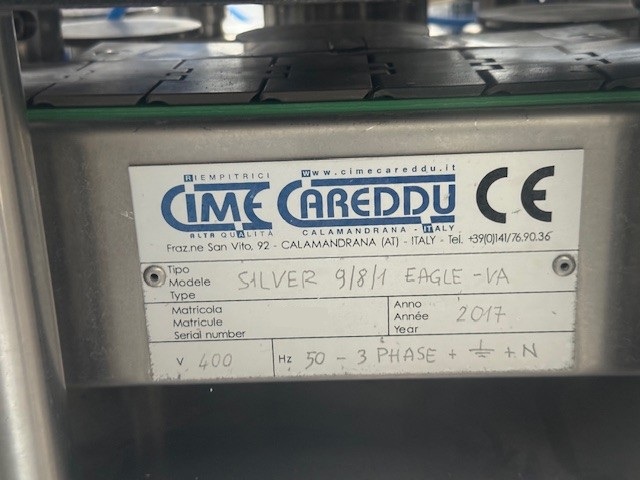 RIEMPITRICI www.cimecareddu.it
CIME CAREDDU CE
ALTA QUALITÀ CALAMANDRANA - ITALY
Fraz.ne San Vito, 92 - CALAMANDRANA (AT) - ITALY - Tel. +39(0)141/76.90.36
Tipo
Modele SILVER 9/8/1 EAGLE-VA
Type
Matricola Anno
Matricule Année 2017
Serial number Year
V 400 Hz 50 - 3 PHASE + ⏚ + N